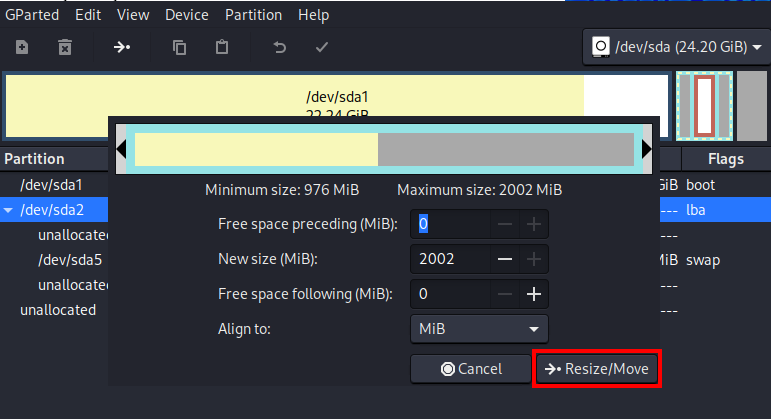 GParted Edit View Device Partition Help
/dev/sda (24.20 GiB)
/dev/sda1
22.24 GiB
Minimum size: 976 MiB Maximum size: 2002 MiB
Free space preceding (MiB): 0
New size (MiB): 2002
Free space following (MiB): 0
Align to: MiB
Cancel Resize/Move
Partition Flags
/dev/sda1 GiB boot
/dev/sda2 --- lba
unallocated ---
/dev/sda5 MiB swap
unallocated ---
unallocated ---